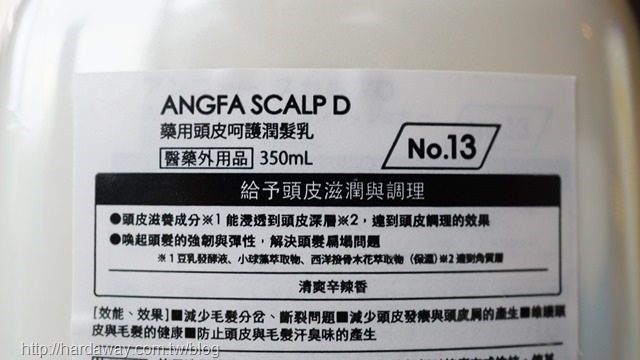 ANGFA SCALP D
藥用頭皮呵護潤髮乳
醫藥外用品 350mL
No.13
給予頭皮滋潤與調理
●頭皮滋養成分※1能浸透到頭皮深層※2，達到頭皮調理的效果
●喚起頭髮的強韌與彈性，解決頭髮扁塌問題
※1豆乳發酵液、小球藻萃取物、西洋接骨木花萃取物（保濕）※2達到角質層
清爽辛辣香
[效能、效果]■減少毛髮分岔、斷裂問題■減少頭皮發癢與頭皮屑的產生■維護頭
皮與毛髮的健康■防止頭皮與毛髮汗臭味的產生
http://hardaway.com.tw/blog